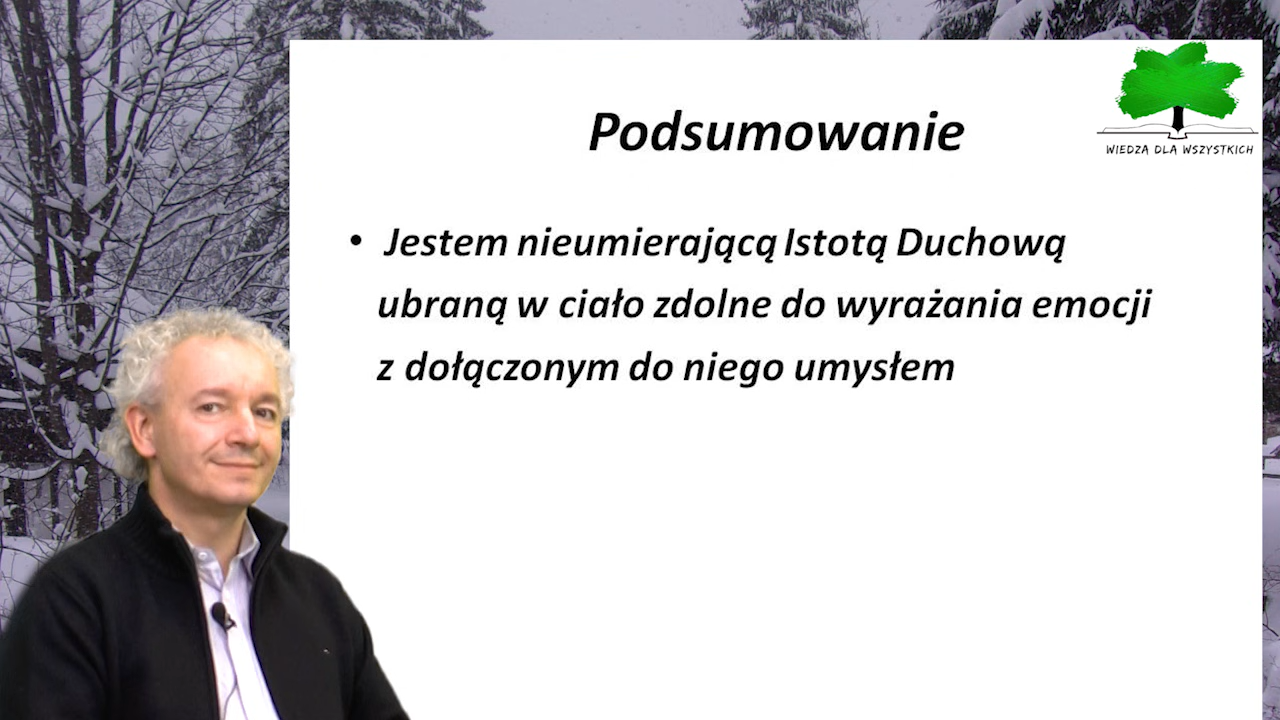 Podsumowanie
WIEDZA DLA WSZYSTKICH
• Jestem nieumierającą Istotą Duchową
ubraną w ciało zdolne do wyrażania emocji
z dołączonym do niego umysłem